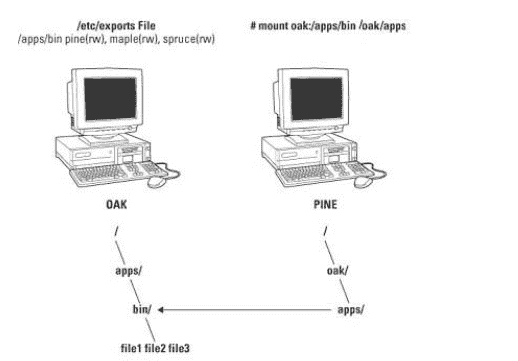 /etc/exports File
/apps/bin pine(rw), maple(rw), spruce(rw)
# mount oak:/apps/bin /oak/apps
OAK
PINE
/
/
apps/
oak/
bin/
apps/
file1 file2 file3